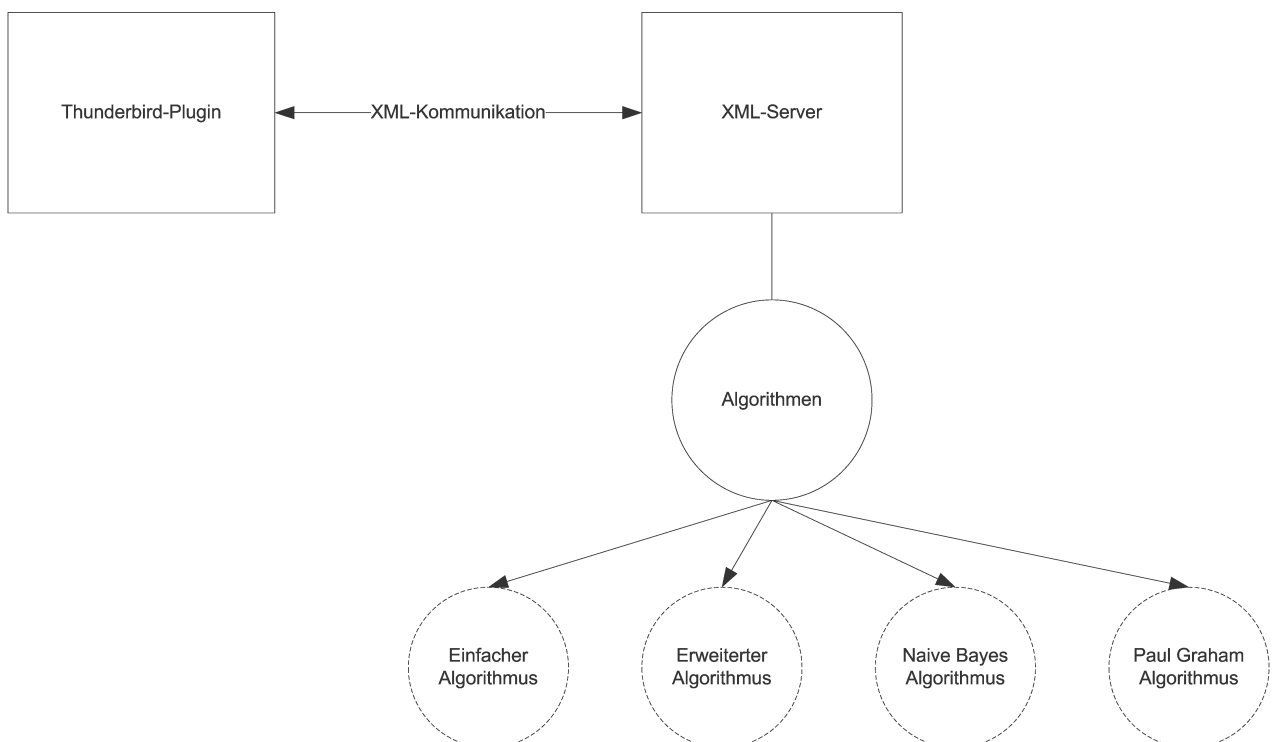 Thunderbird-Plugin
XML-Kommunikation
XML-Server
Algorithmen
Einfacher
Algorithmus
Erweiterter
Algorithmus
Naive Bayes
Algorithmus
Paul Graham
Algorithmus